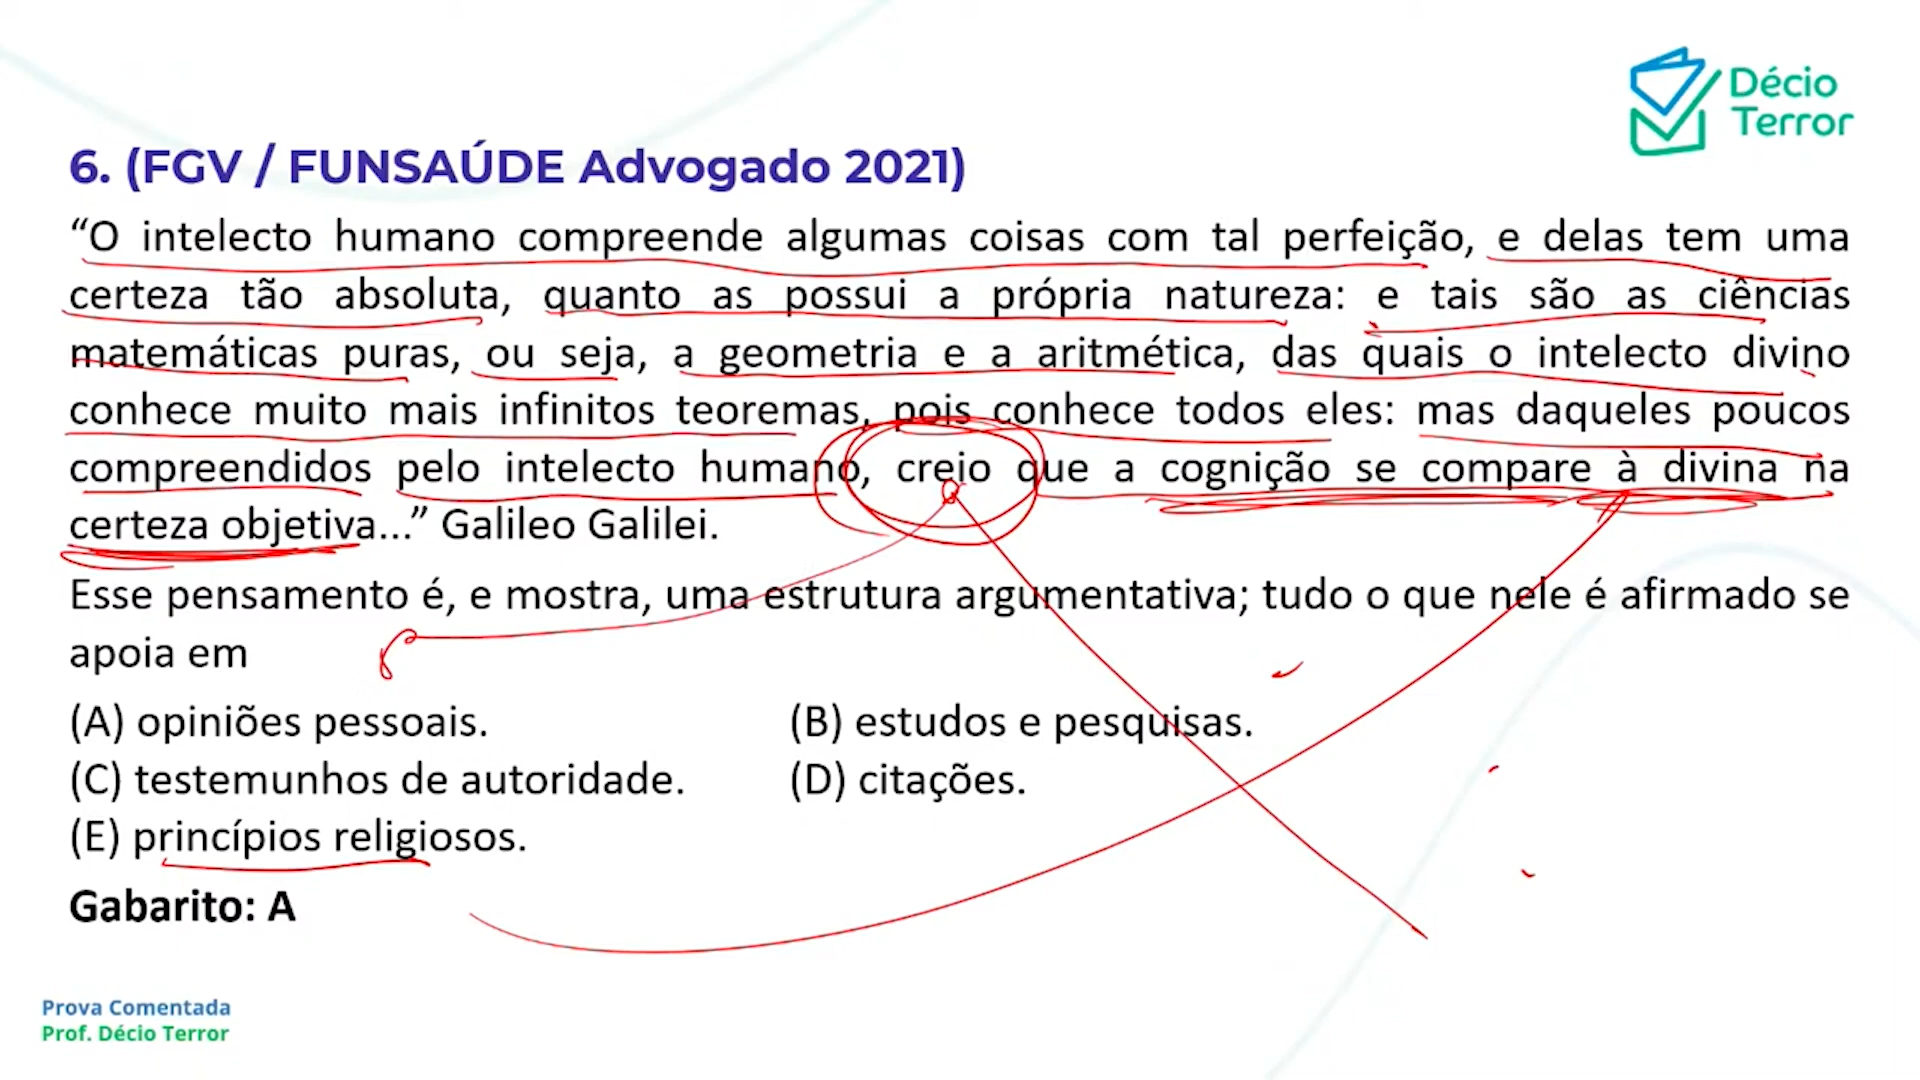 Décio
Terror
6. (FGV / FUNSAÚDE Advogado 2021)
“O intelecto humano compreende algumas coisas com tal perfeição, e delas tem uma
certeza tão absoluta, quanto as possui a própria natureza: e tais são as ciências
matemáticas puras, ou seja, a geometria e a aritmética, das quais o intelecto divino
conhece muito mais infinitos teoremas, pois conhece todos eles: mas daqueles poucos
compreendidos pelo intelecto humano, creio que a cognição se compare à divina na
certeza objetiva...” Galileo Galilei.
Esse pensamento é, e mostra, uma estrutura argumentativa; tudo o que nele é afirmado se
apoia em
(A) opiniões pessoais. (B) estudos e pesquisas.
(C) testemunhos de autoridade. (D) citações.
(E) princípios religiosos.
Gabarito: A
Prova Comentada
Prof. Décio Terror